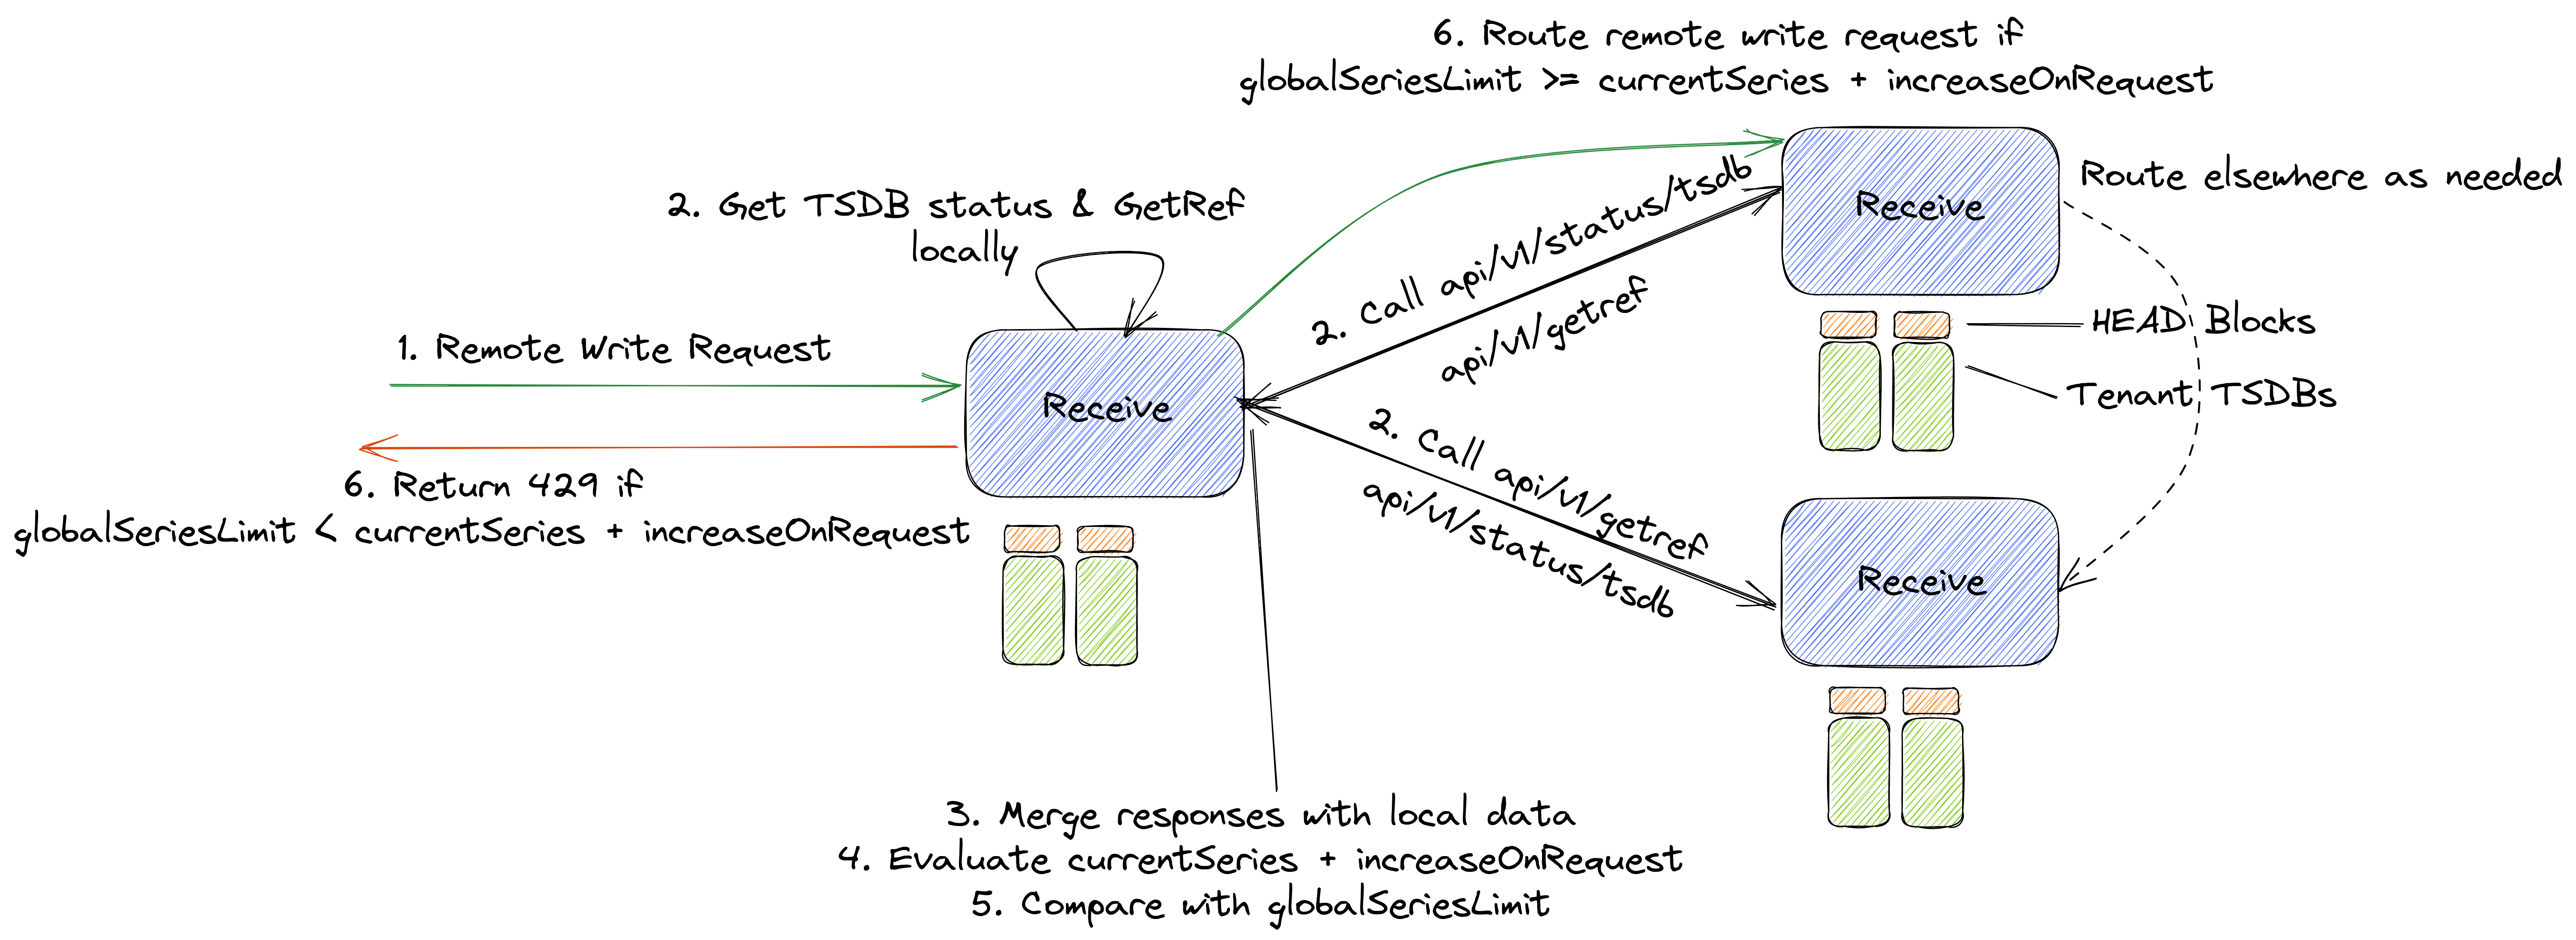 6. Route remote write request if
globalSeriesLimit >= currentSeries + increaseOnRequest
Route elsewhere as needed
Receive
2. Get TSDB status & GetRef
locally
2. Call api/v1/status/tsdb
api/v1/getref
HEAD Blocks
Tenant TSDBs
1. Remote Write Request
Receive
2. Call api/v1/getref
api/v1/status/tsdb
6. Return 429 if
globalSeriesLimit < currentSeries + increaseOnRequest
Receive
3. Merge responses with local data
4. Evaluate currentSeries + increaseOnRequest
5. Compare with globalSeriesLimit